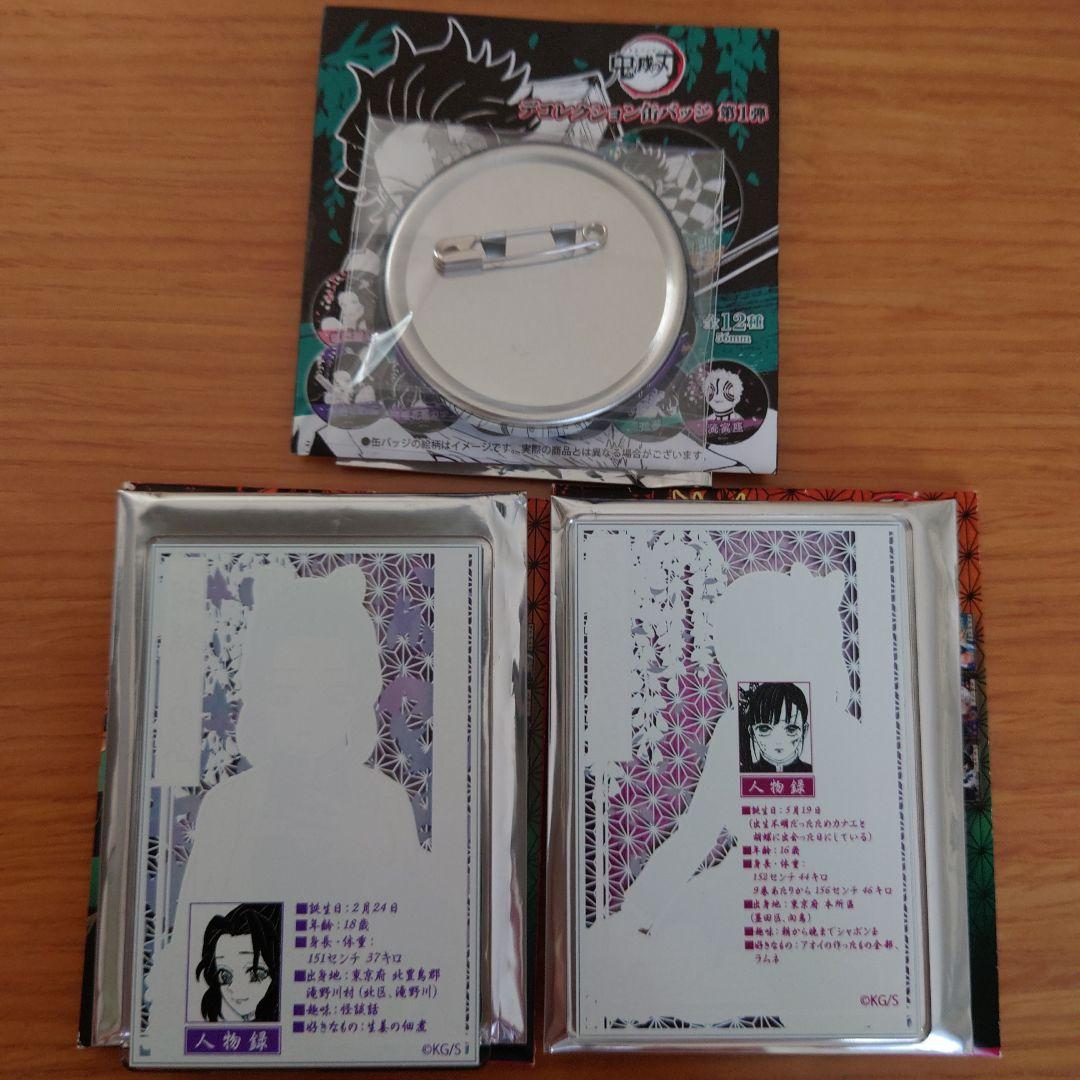 鬼滅の刃
デコレクション缶バッジ 第1弾
全12種
56mm
猗窩座
●缶バッジの絵柄はイメージです。実際の商品とは異なる場合がございます。
■誕生日：2月24日
■年齢：18歳
■身長・体重：
151センチ 37キロ
■出身地：東京府 北豊島郡
滝野川村（北区、滝野川）
■趣味：怪談話
■好きなもの：生姜の佃煮
人物録
©KG/S
人物録
■誕生日：5月19日
（出生不明だったためカナエと
胡蝶に出会った日にしている）
■年齢：16歳
■身長・体重：
152センチ 44キロ
9巻あたりから 156センチ 46キロ
■出身地：東京府 本所區
（墨田区、向島）
■趣味：朝から晩までシャボン玉
■好きなもの：アオイの作ったもの全部、
ラムネ
©KG/S